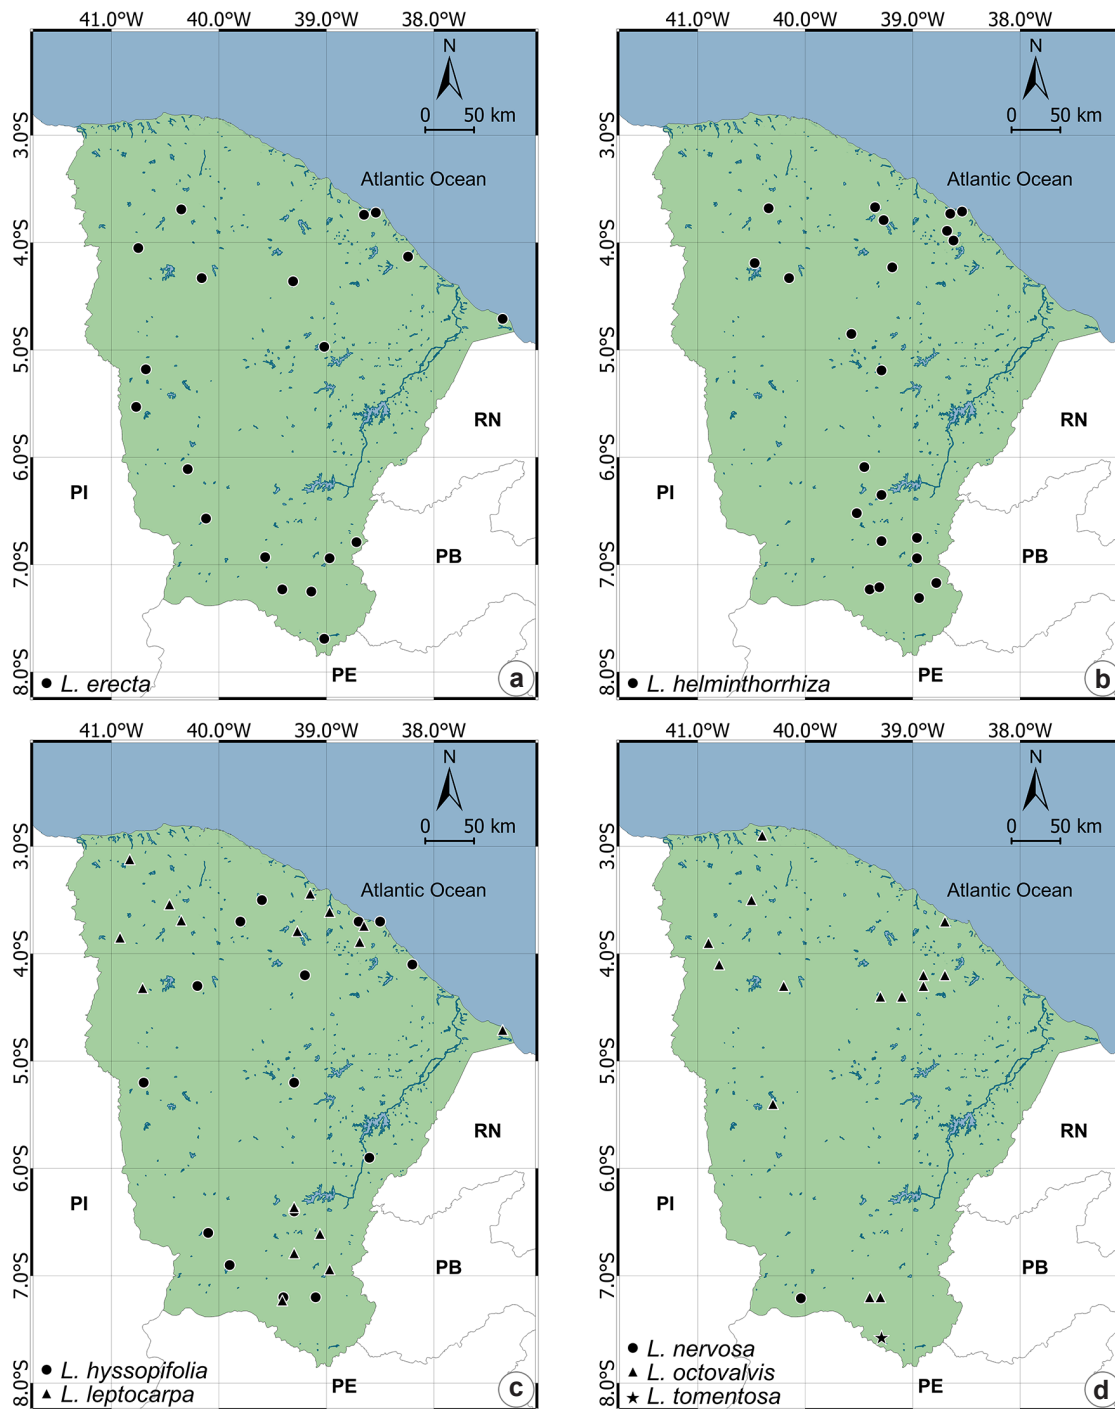 41.0°W 40.0°W 39.0°W 38.0°W
N
0 50 km
3.0°S
Atlantic Ocean
4.0°S
5.0°S
RN
6.0°S
PI
PB
7.0°S
PE
8.0°S
L. erecta
a
41.0°W 40.0°W 39.0°W 38.0°W
N
0 50 km
3.0°S
Atlantic Ocean
4.0°S
5.0°S
RN
6.0°S
PI
PB
7.0°S
PE
8.0°S
L. helminthorrhiza
b
41.0°W 40.0°W 39.0°W 38.0°W
N
0 50 km
3.0°S
Atlantic Ocean
4.0°S
5.0°S
RN
6.0°S
PI
PB
7.0°S
L. hyssopifolia
PE
8.0°S
L. leptocarpa
c
41.0°W 40.0°W 39.0°W 38.0°W
N
0 50 km
3.0°S
Atlantic Ocean
4.0°S
5.0°S
RN
6.0°S
PI
PB
7.0°S
L. nervosa
L. octovalvis
PE
8.0°S
L. tomentosa
d